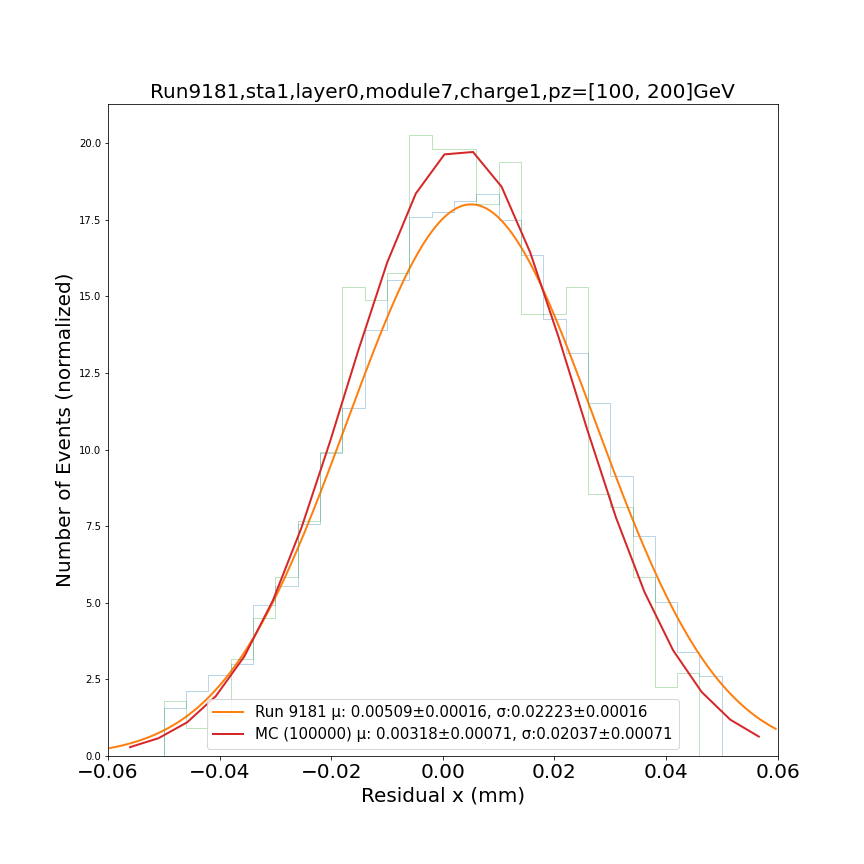 Run9181,sta1,layer0,module7,charge1,pz=[100, 200]GeV
Number of Events (normalized)
20.0
17.5
15.0
12.5
10.0
7.5
5.0
2.5
0.0
Run 9181 μ: 0.00509±0.00016, σ:0.02223±0.00016
MC (100000) μ: 0.00318±0.00071, σ:0.02037±0.00071
−0.06 −0.04 −0.02 0.00 0.02 0.04 0.06
Residual x (mm)